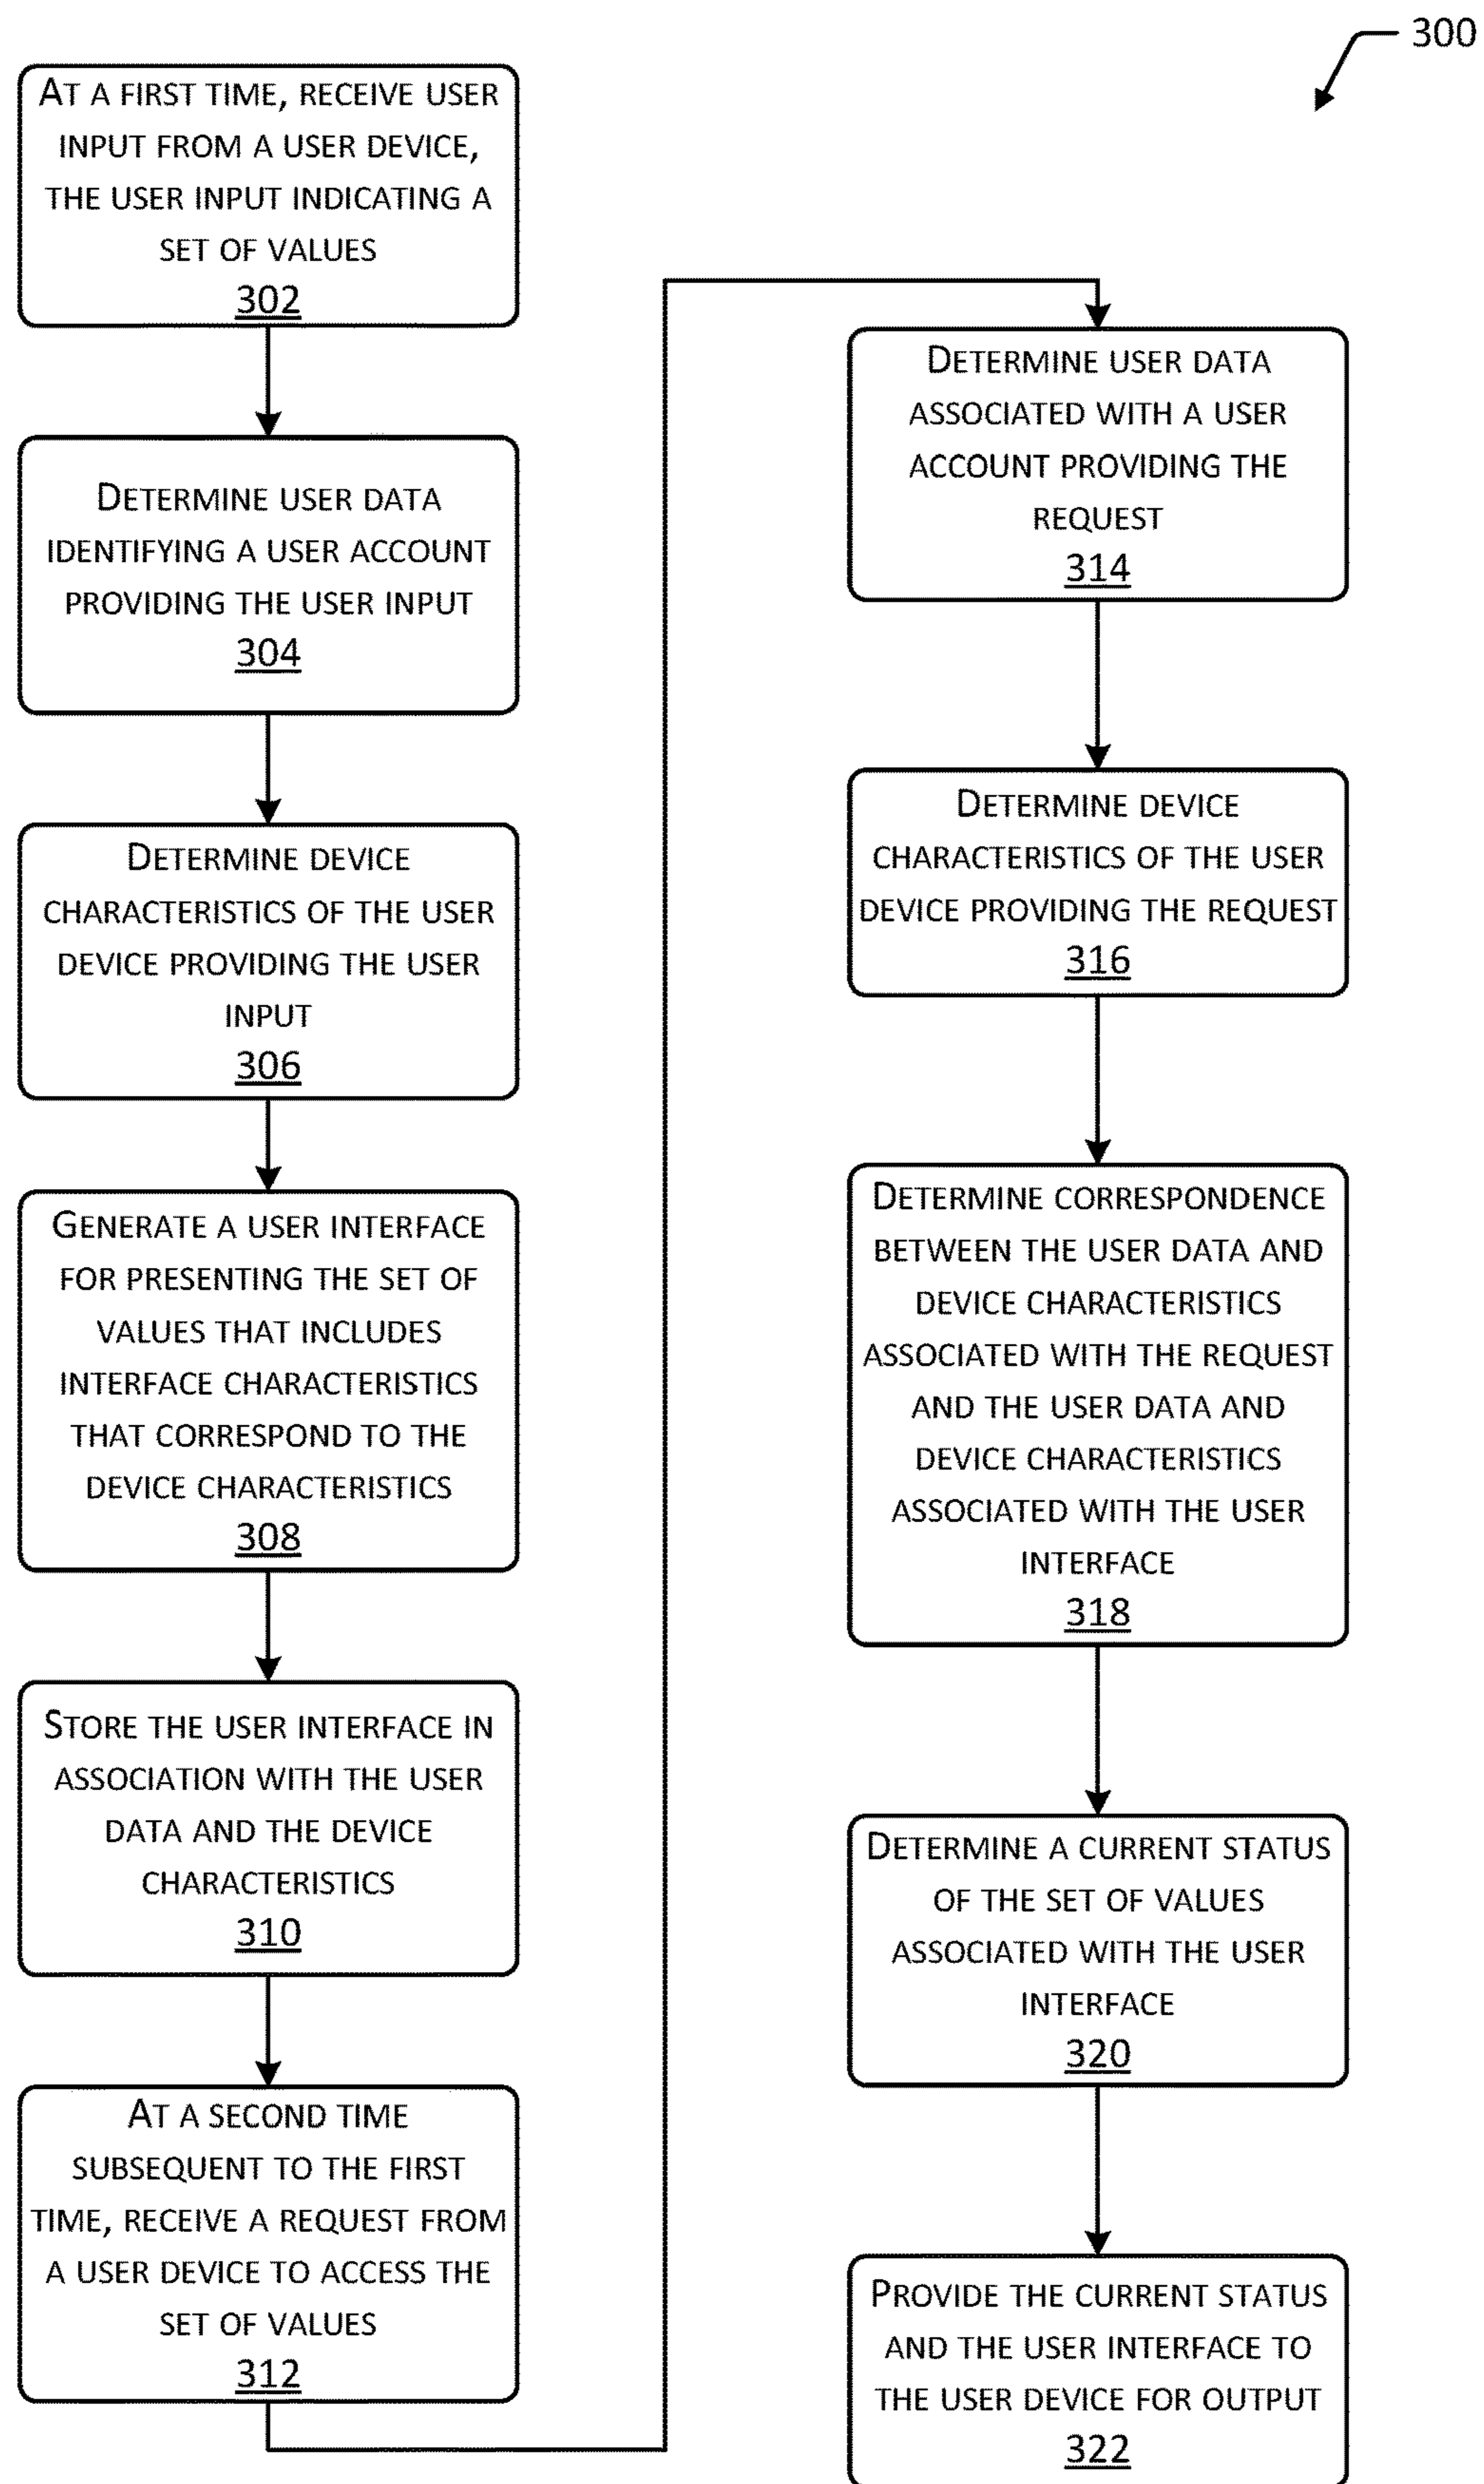 300
At a first time, receive user
input from a user device,
the user input indicating a
set of values
302
Determine user data
identifying a user account
providing the user input
304
Determine device
characteristics of the user
device providing the user
input
306
Generate a user interface
for presenting the set of
values that includes
interface characteristics
that correspond to the
device characteristics
308
Store the user interface in
association with the user
data and the device
characteristics
310
At a second time
subsequent to the first
time, receive a request from
a user device to access the
set of values
312
Determine user data
associated with a user
account providing the
request
314
Determine device
characteristics of the user
device providing the request
316
Determine correspondence
between the user data and
device characteristics
associated with the request
and the user data and
device characteristics
associated with the user
interface
318
Determine a current status
of the set of values
associated with the user
interface
320
Provide the current status
and the user interface to
the user device for output
322